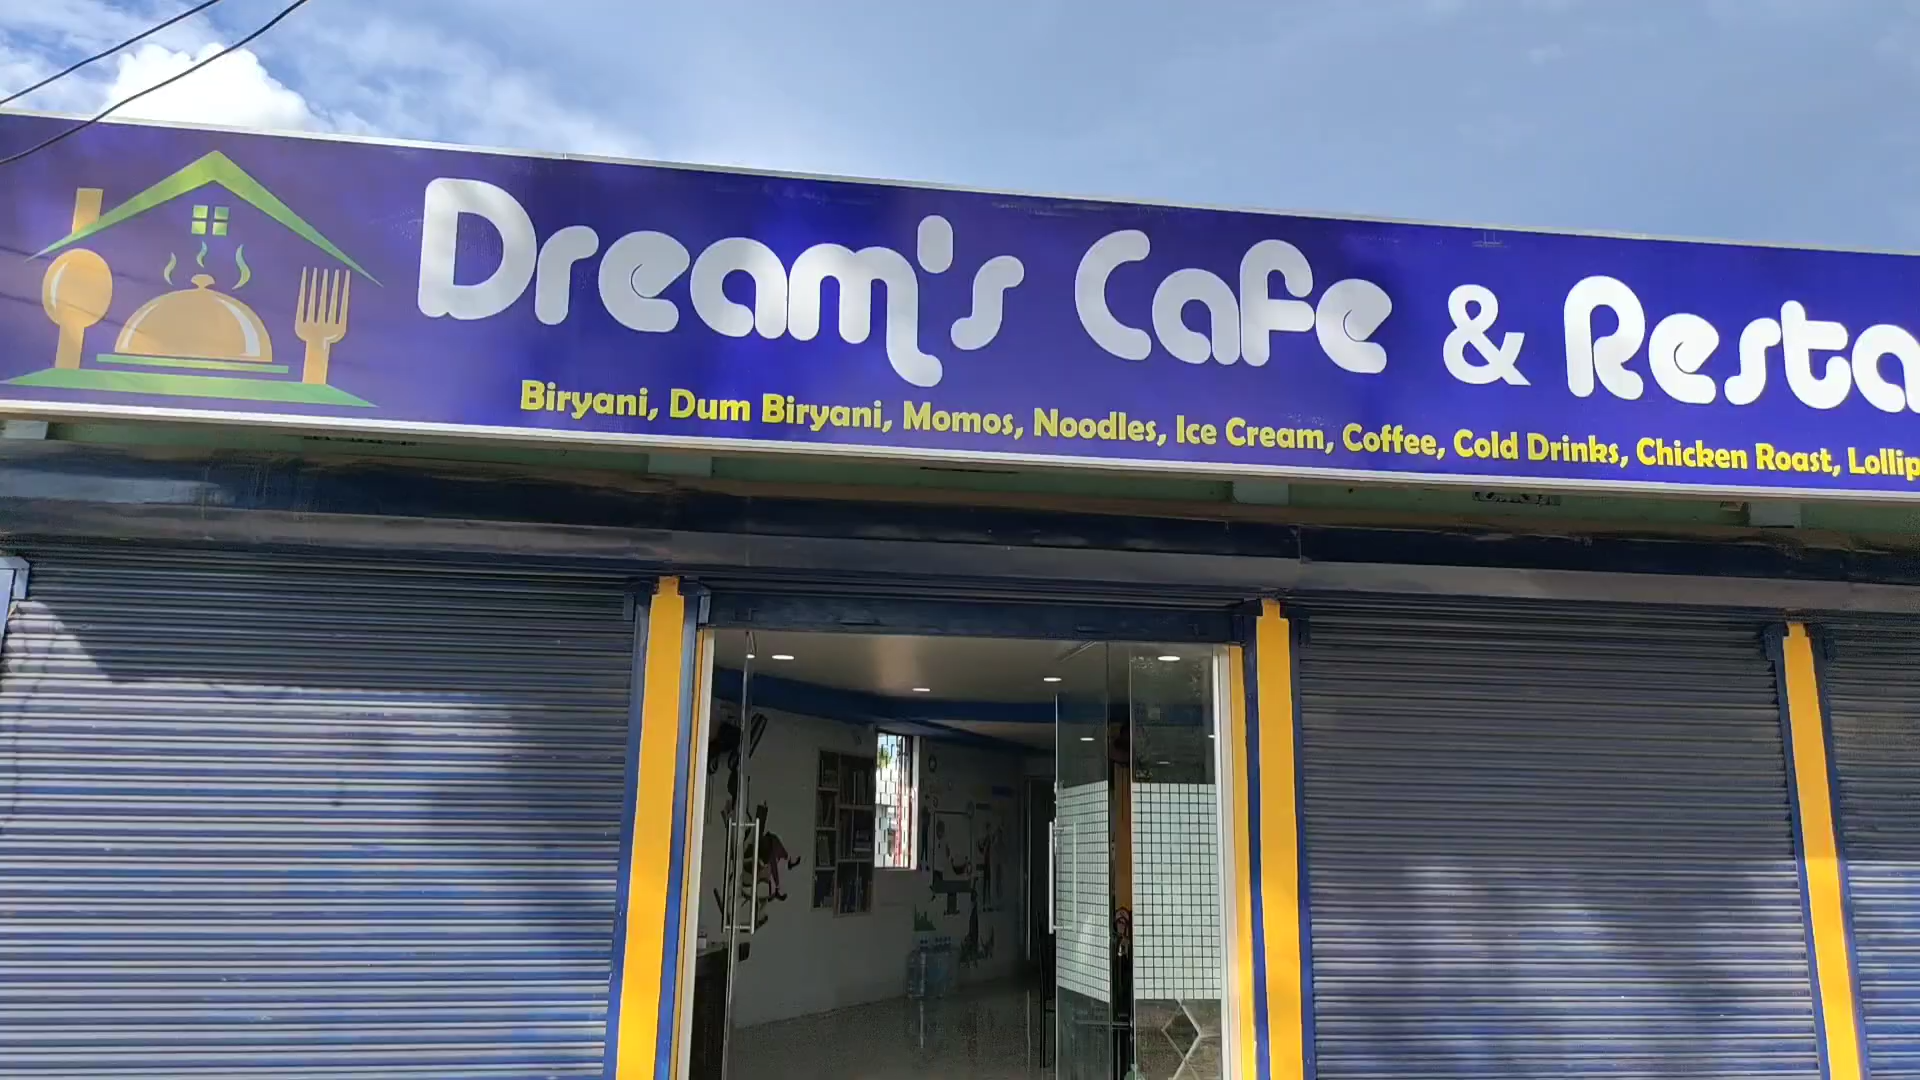 Dream's Cafe & Resta
Biryani, Dum Biryani, Momos, Noodles, Ice Cream, Coffee, Cold Drinks, Chicken Roast, Lollip